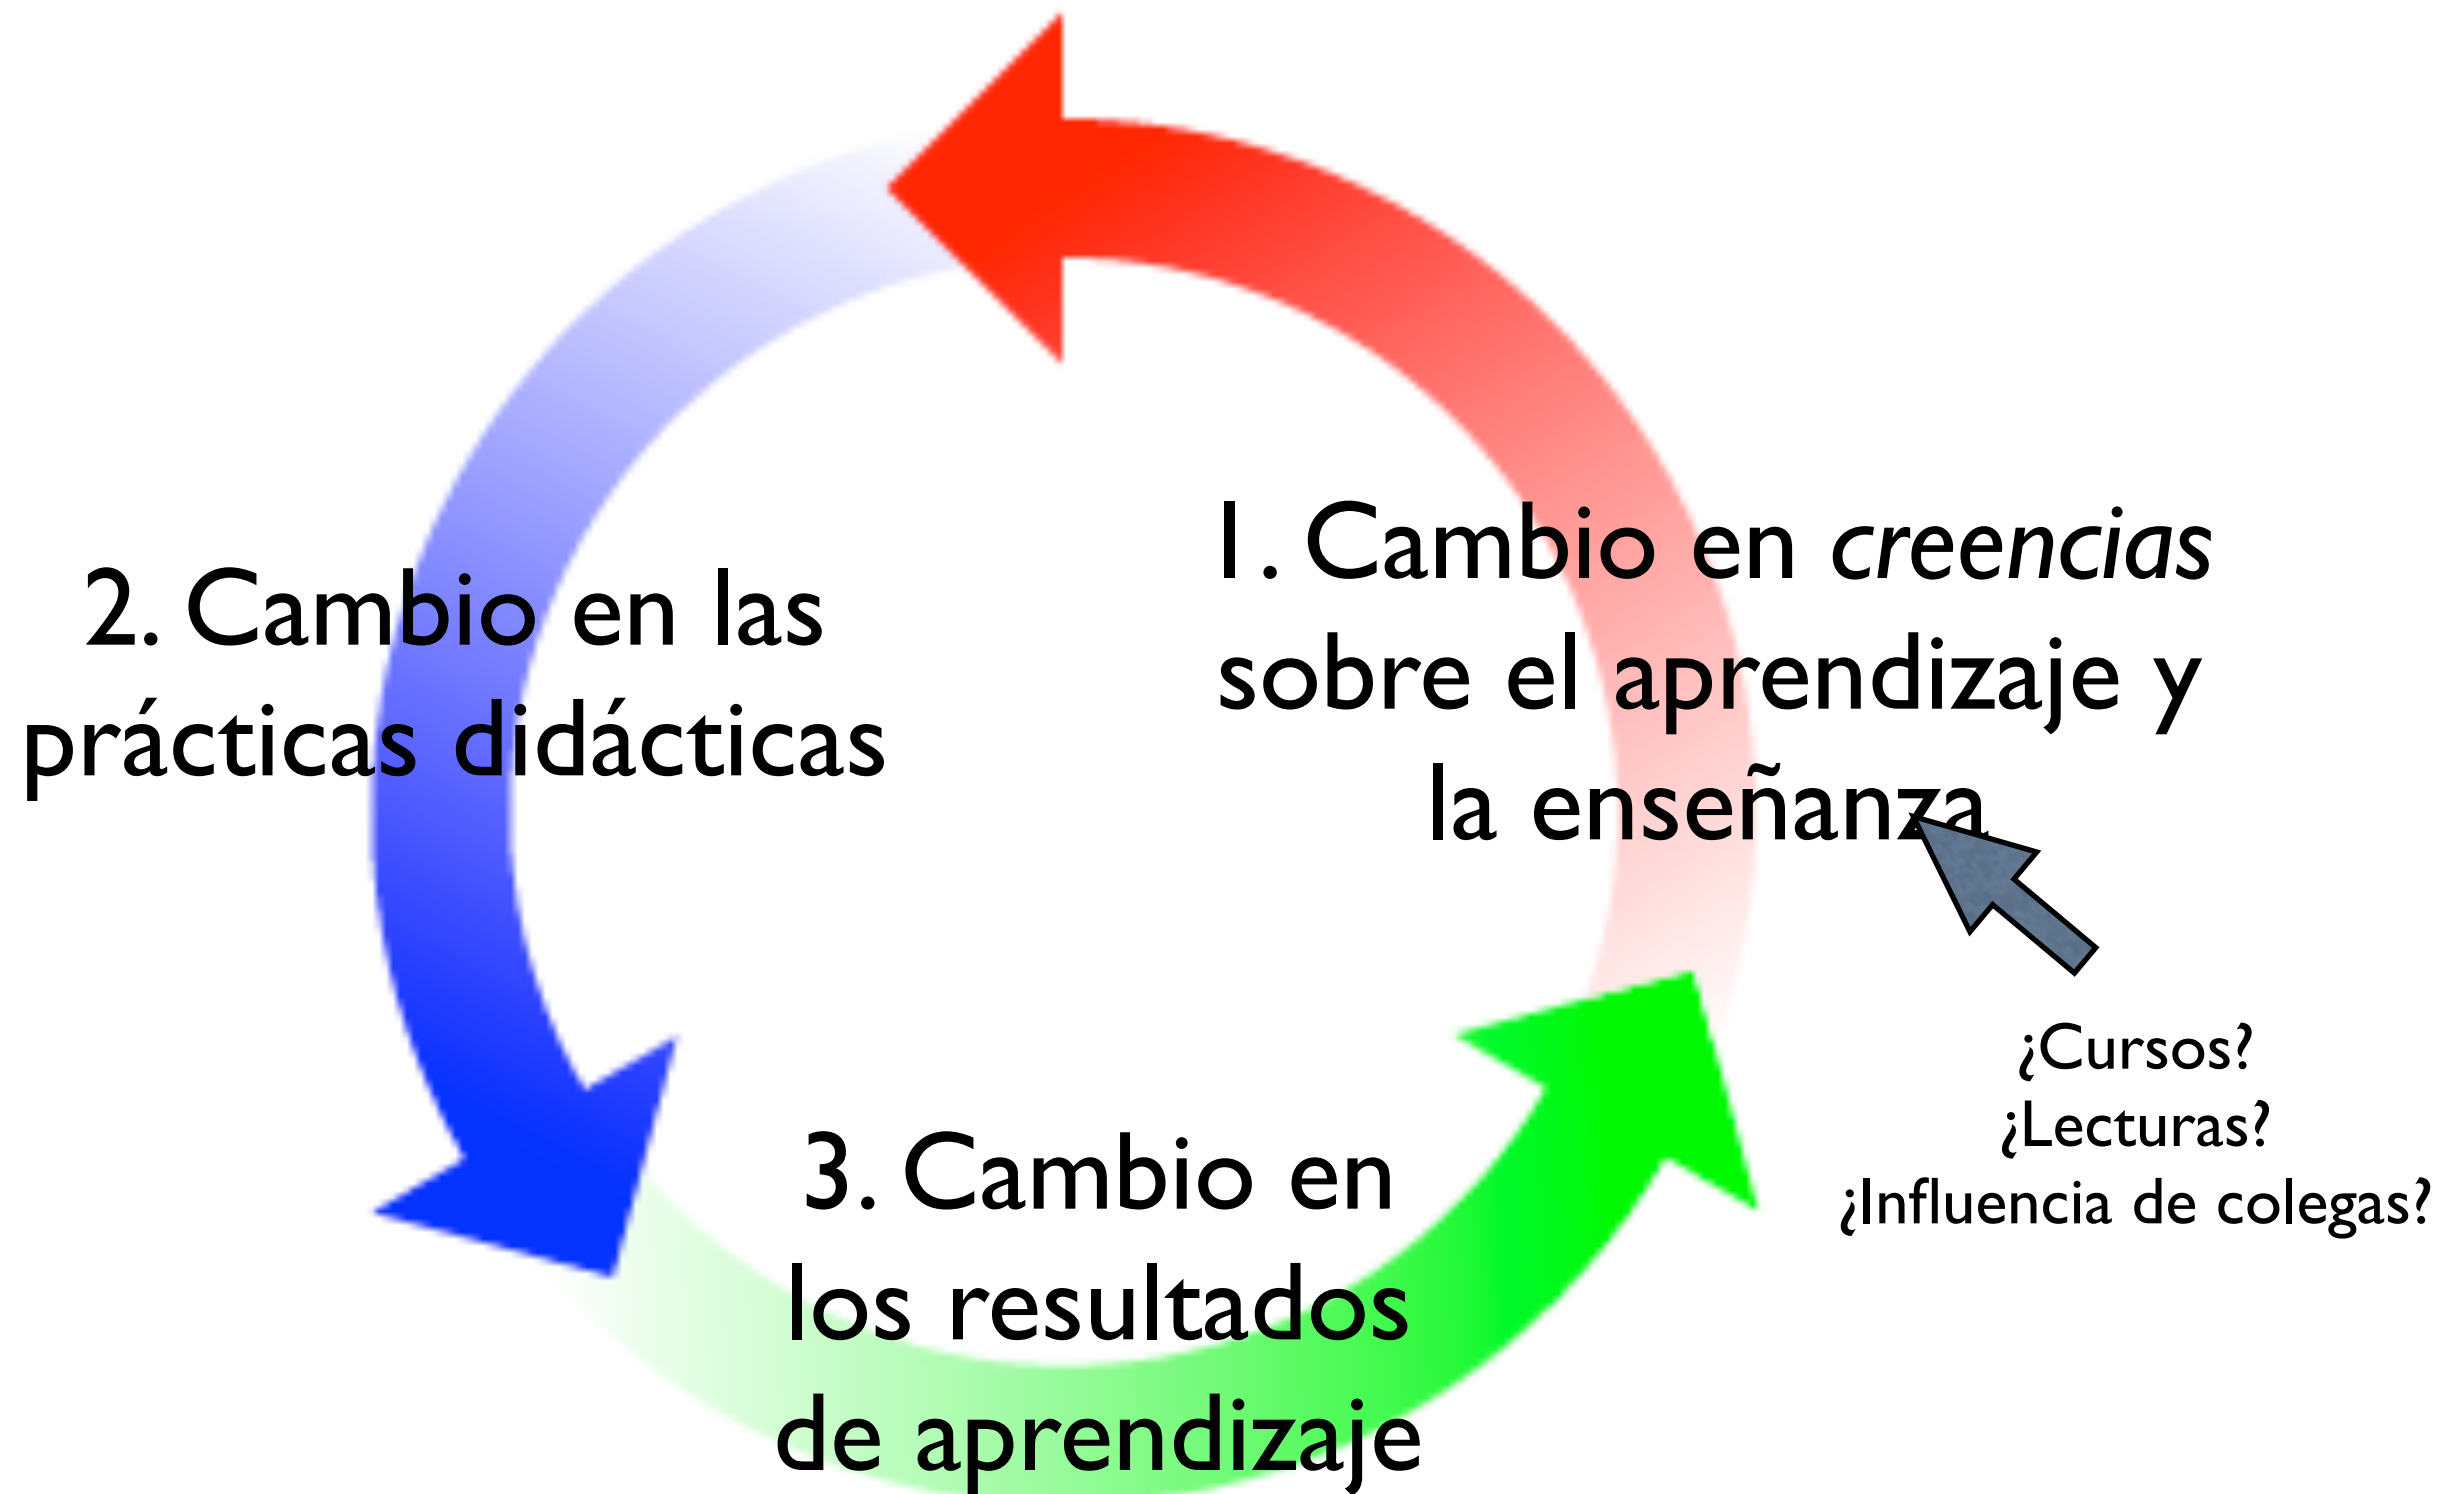 1. Cambio en creencias
sobre el aprendizaje y
la enseñanza
2. Cambio en las
prácticas didácticas
3. Cambio en
los resultados
de aprendizaje
¿Cursos?
¿Lecturas?
¿Influencia de colegas?